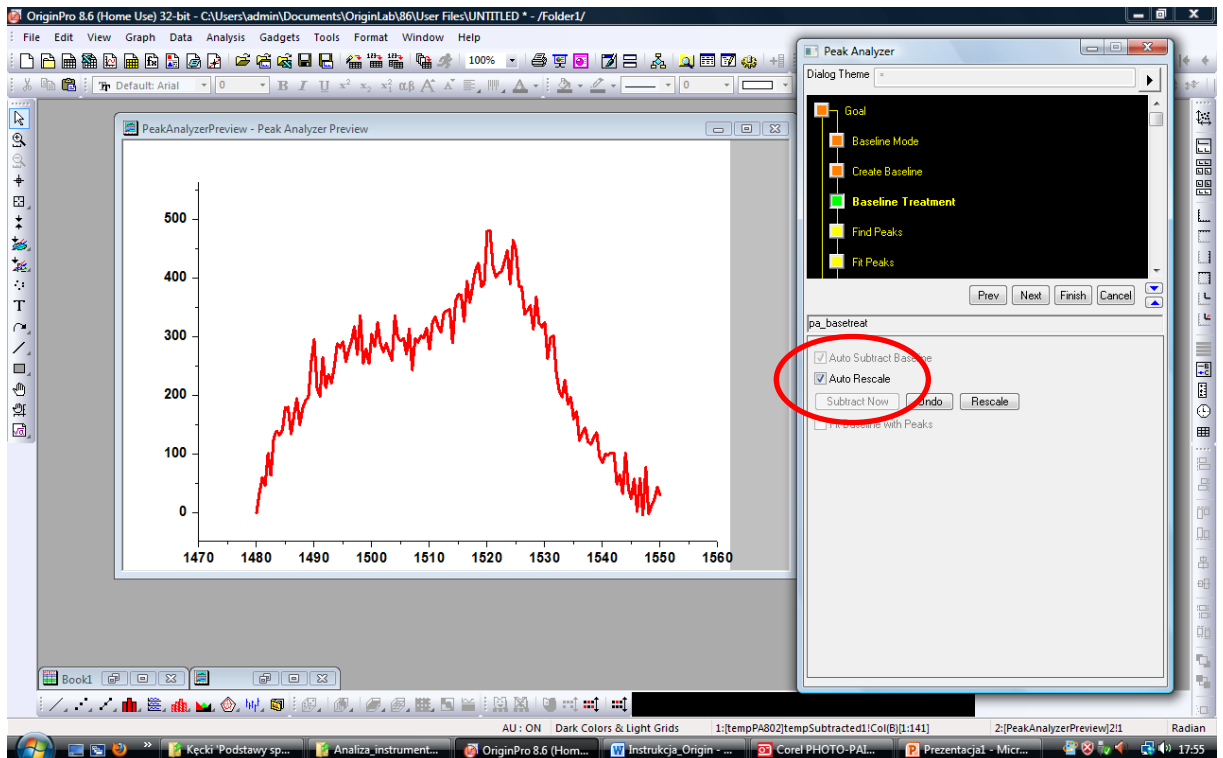 OriginPro 8.6 (Home Use) 32-bit - C:\Users\admin\Documents\OriginLab\86\User Files\UNTITLED * - /Folder1/
File Edit View Graph Data Analysis Gadgets Tools Format Window Help
100%
Default: Arial 0 B I U αβ A 0
Peak Analyzer
Dialog Theme *
Goal
Baseline Mode
Create Baseline
Baseline Treatment
Find Peaks
Fit Peaks
Prev Next Finish Cancel
pa_basetreat
Auto Subtract Baseline
Auto Rescale
Subtract Now Undo Rescale
Fit Baseline with Peaks
PeakAnalyzerPreview - Peak Analyzer Preview
500
400
300
200
100
0
1470 1480 1490 1500 1510 1520 1530 1540 1550 1560
T
Book1
AU : ON Dark Colors & Light Grids 1:[tempPA802]tempSubtracted1!Col(B)[1:141] 2:[PeakAnalyzerPreview]2!1 Radian
Kęcki 'Podstawy sp... Analiza_instrument... OriginPro 8.6 (Hom... Instrukcja_Origin - ... Corel PHOTO-PAI... Prezentacja1 - Micr... 17:55